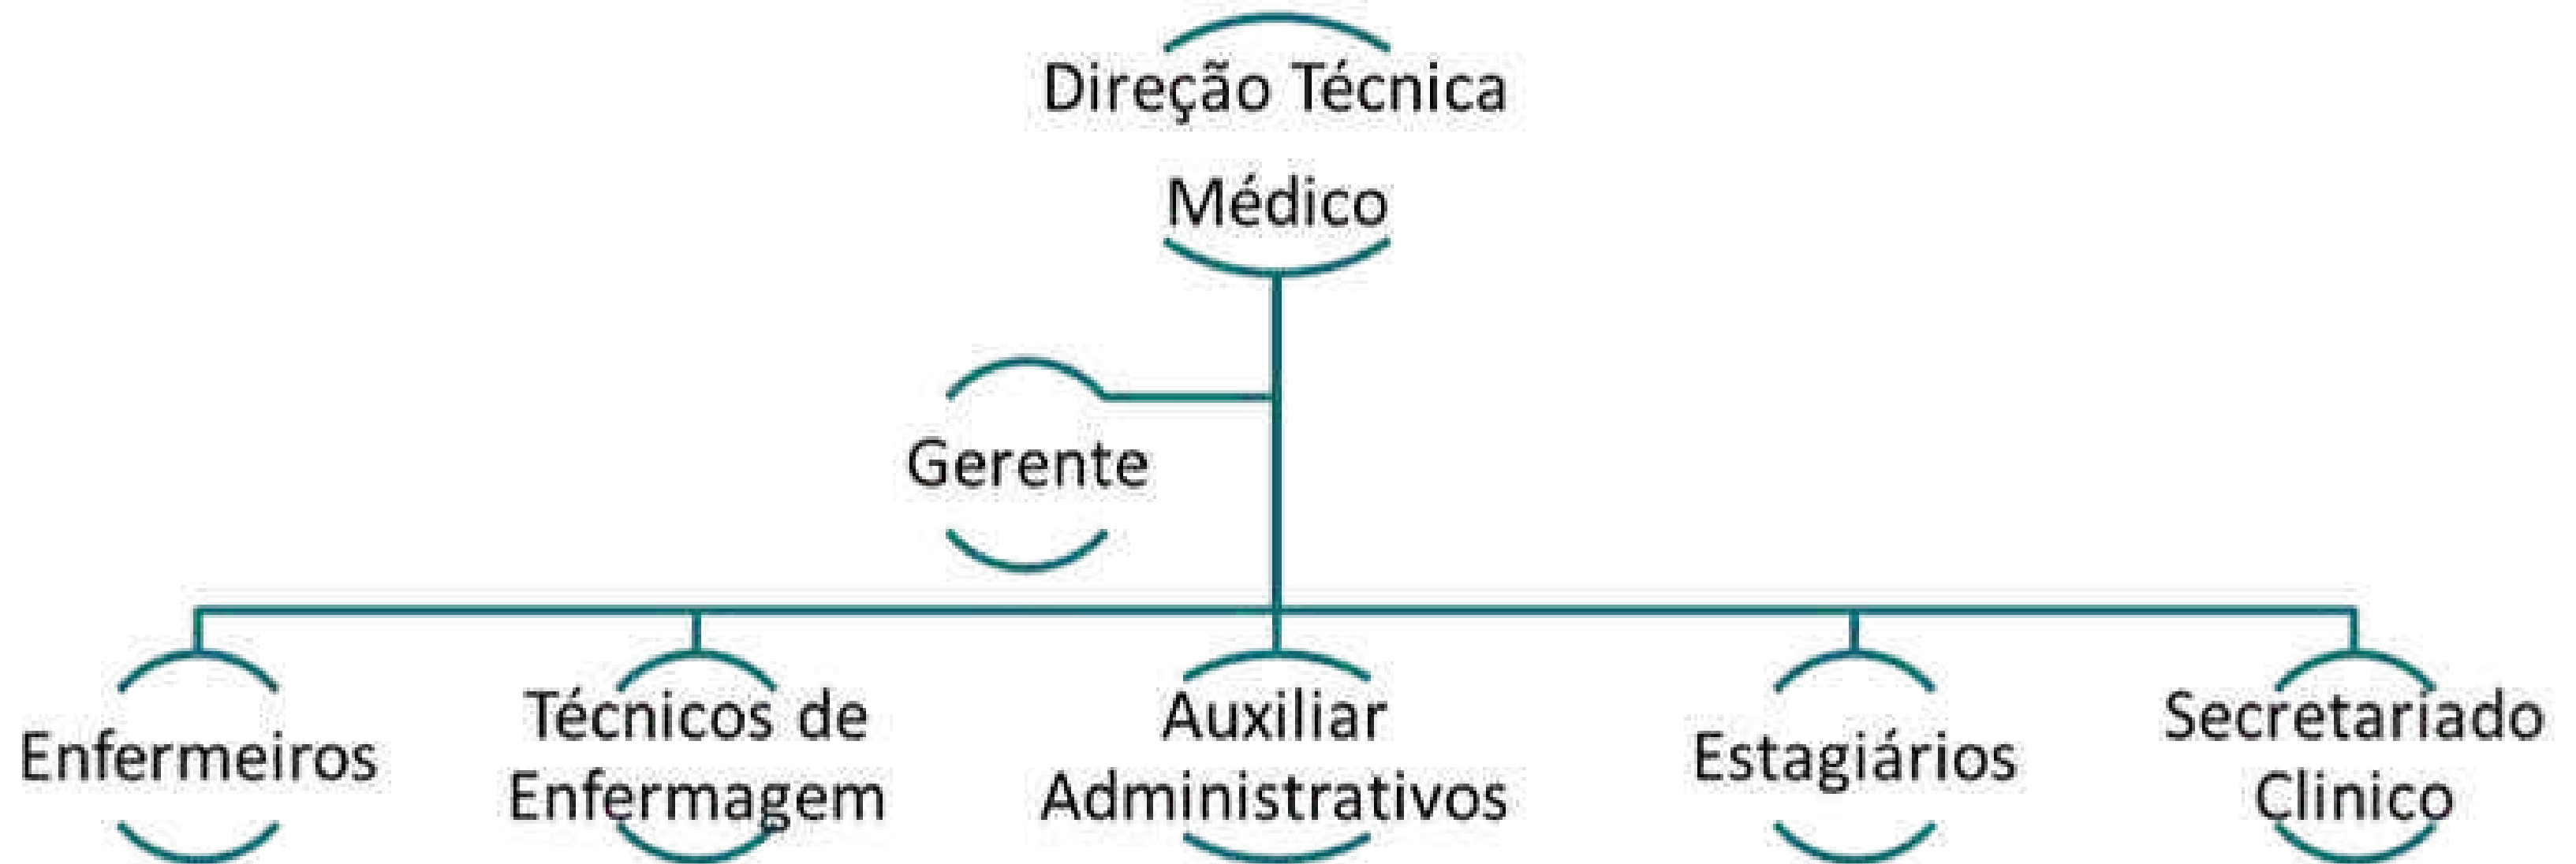 Direção Técnica
Médico
Gerente
Enfermeiros
Técnicos de
Enfermagem
Auxiliar
Administrativos
Estagiários
Secretariado
Clinico